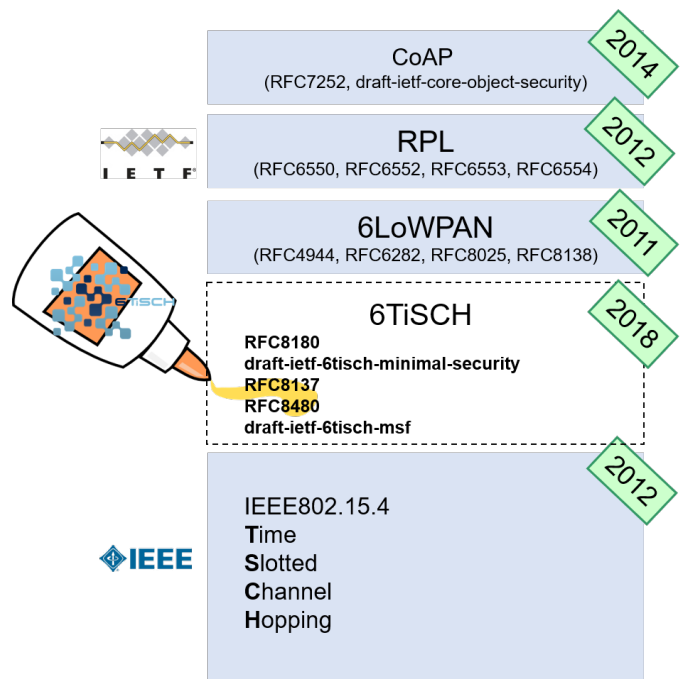 CoAP
(RFC7252, draft-ietf-core-object-security)
2014
I E T F®
RPL
(RFC6550, RFC6552, RFC6553, RFC6554)
2012
6LoWPAN
(RFC4944, RFC6282, RFC8025, RFC8138)
2011
6TiSCH
6TiSCH
2018
RFC8180
draft-ietf-6tisch-minimal-security
RFC8137
RFC8480
draft-ietf-6tisch-msf
2012
IEEE802.15.4
Time
IEEE
Slotted
Channel
Hopping